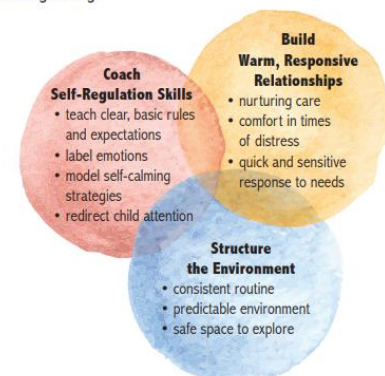 Coach
Self-Regulation Skills
• teach clear, basic rules
and expectations
• label emotions
• model self-calming
strategies
• redirect child attention
Build
Warm, Responsive
Relationships
• nurturing care
• comfort in times
of distress
• quick and sensitive
response to needs
Structure
the Environment
• consistent routine
• predictable environment
• safe space to explore